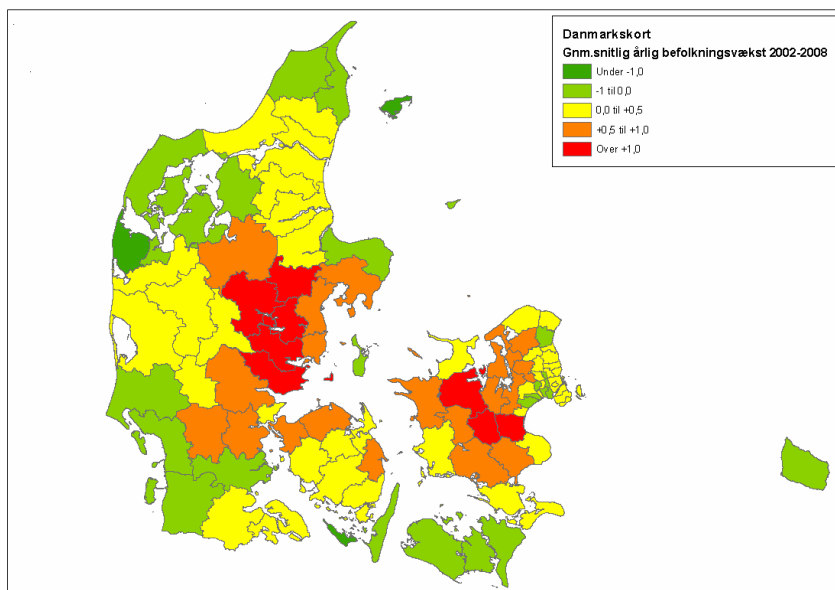 Danmarkskort
Gnm.snitlig årlig befolkningsvækst 2002-2008
Under -1,0
-1 til 0,0
0,0 til +0,5
+0,5 til +1,0
Over +1,0